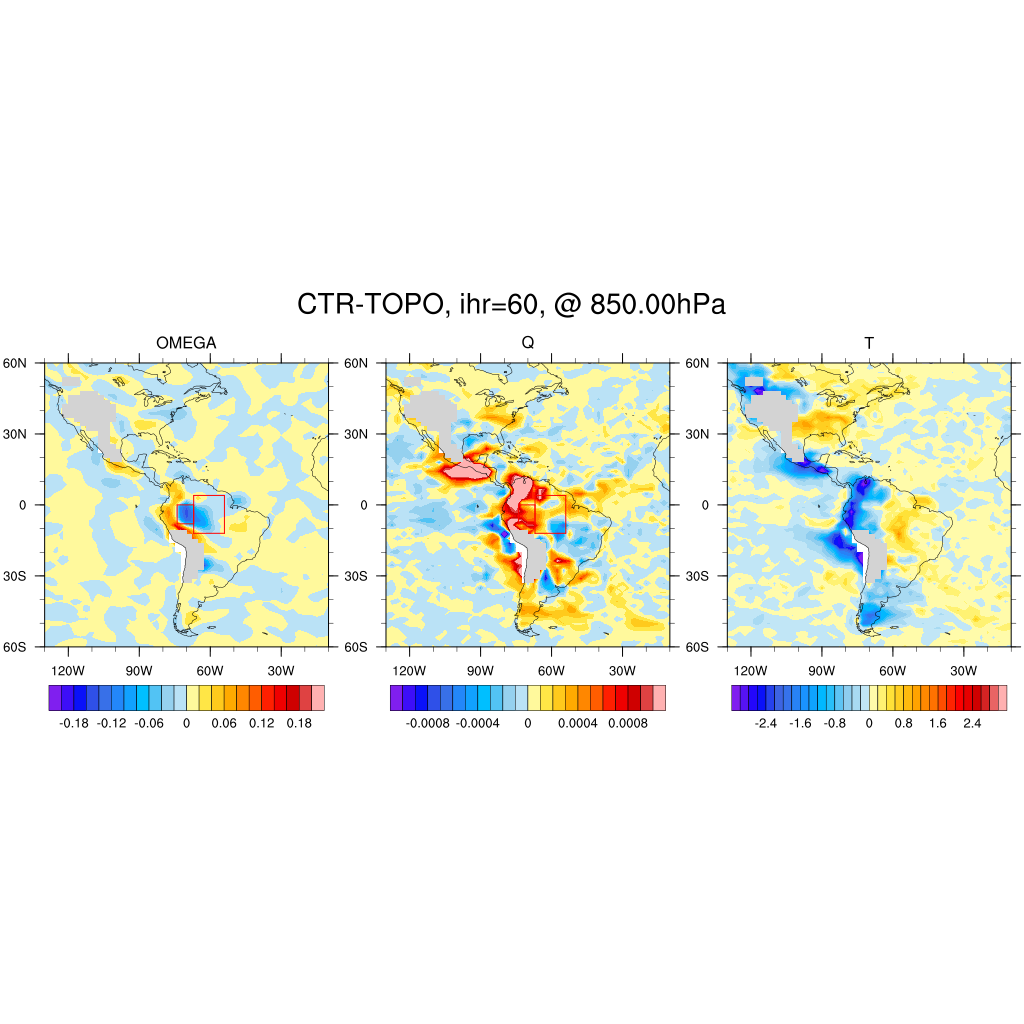 CTR-TOPO, ihr=60, @ 850.00hPa
OMEGA Q T
60N 60N 60N
30N 30N 30N
0 0 0
30S 30S 30S
60S 60S 60S
120W 90W 60W 30W 120W 90W 60W 30W 120W 90W 60W 30W
-0.18 -0.12 -0.06 0 0.06 0.12 0.18 -0.0008 -0.0004 0 0.0004 0.0008 -2.4 -1.6 -0.8 0 0.8 1.6 2.4